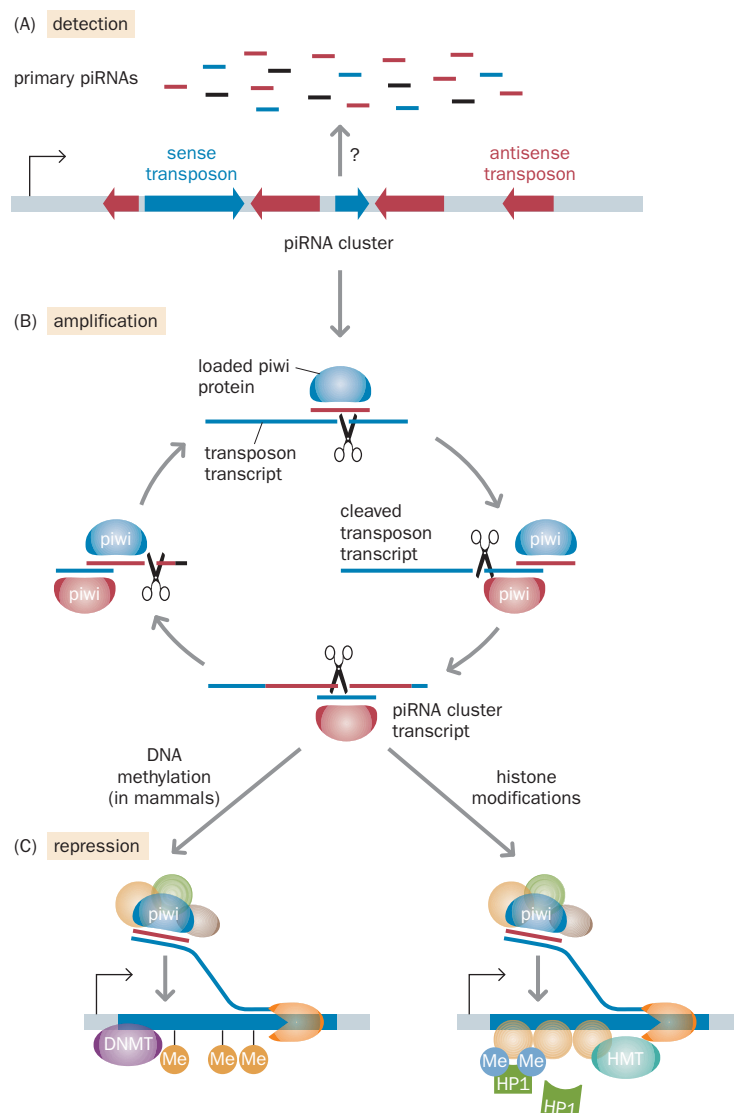 (A) detection
primary piRNAs
?
sense
transposon
antisense
transposon
piRNA cluster
(B) amplification
loaded piwi
protein
transposon
transcript
cleaved
transposon
transcript
piwi
piwi
piwi
piwi
piRNA cluster
transcript
DNA
methylation
(in mammals)
histone
modifications
(C) repression
piwi
piwi
DNMT
Me
Me
Me
Me
Me
HMT
HP1
HP1